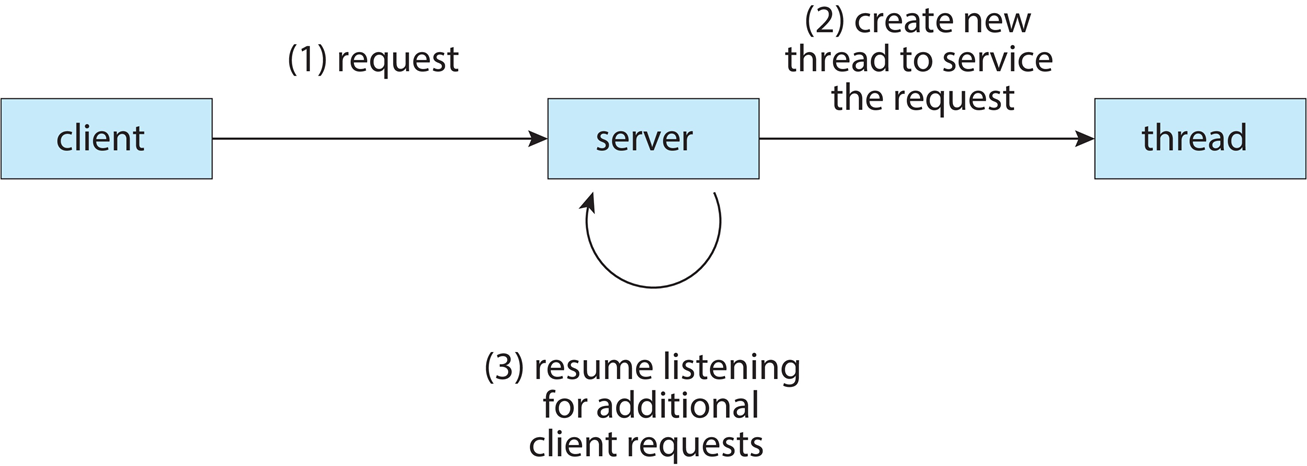 (1) request
(2) create new
thread to service
the request
client
server
thread
(3) resume listening
for additional
client requests